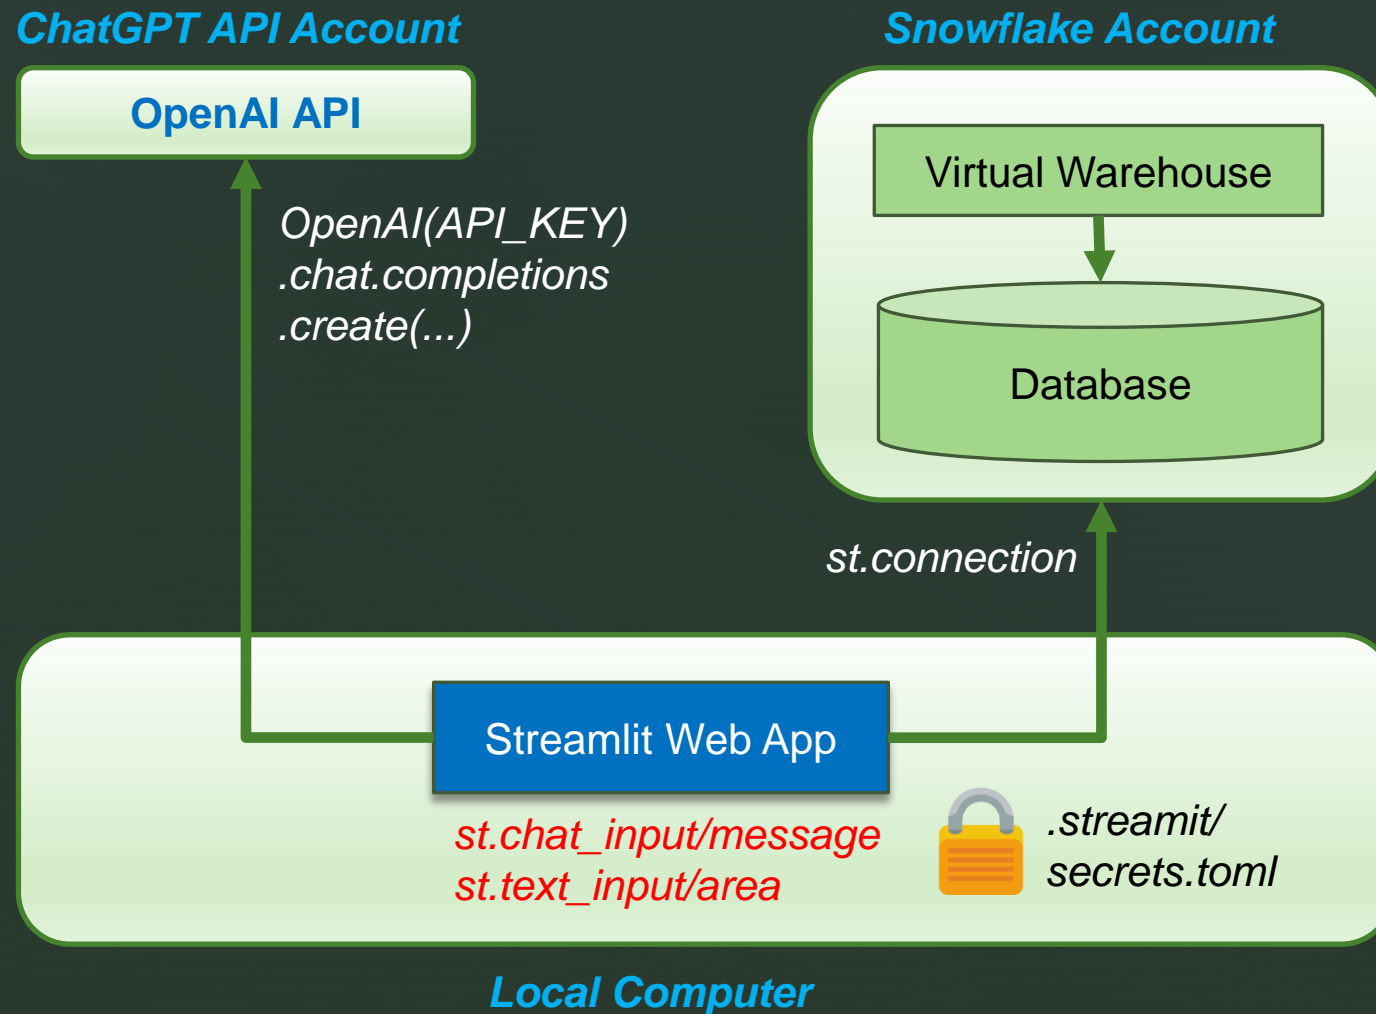 ChatGPT API Account
OpenAI API
OpenAI(API_KEY)
.chat.completions
.create(...)
Snowflake Account
Virtual Warehouse
Database
st.connection
Streamlit Web App
st.chat_input/message
st.text_input/area
.streamit/
secrets.toml
Local Computer